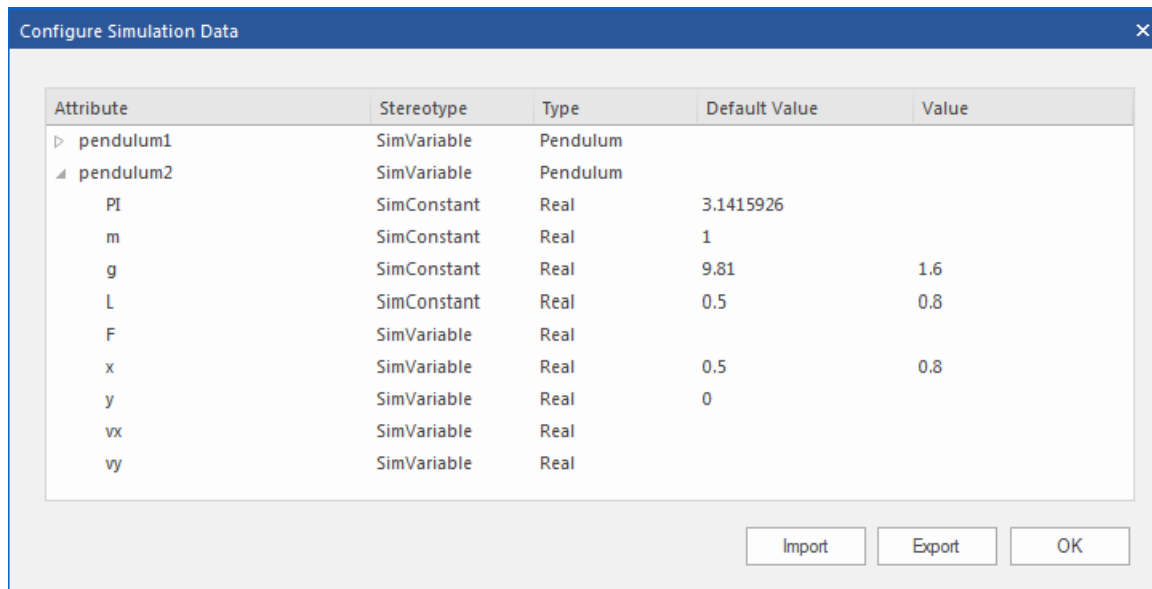 Configure Simulation Data
Attribute Stereotype Type Default Value Value
pendulum1 SimVariable Pendulum
pendulum2 SimVariable Pendulum
PI SimConstant Real 3.1415926
m SimConstant Real 1
g SimConstant Real 9.81 1.6
L SimConstant Real 0.5 0.8
F SimVariable Real
x SimVariable Real 0.5 0.8
y SimVariable Real 0
vx SimVariable Real
vy SimVariable Real
Import Export OK